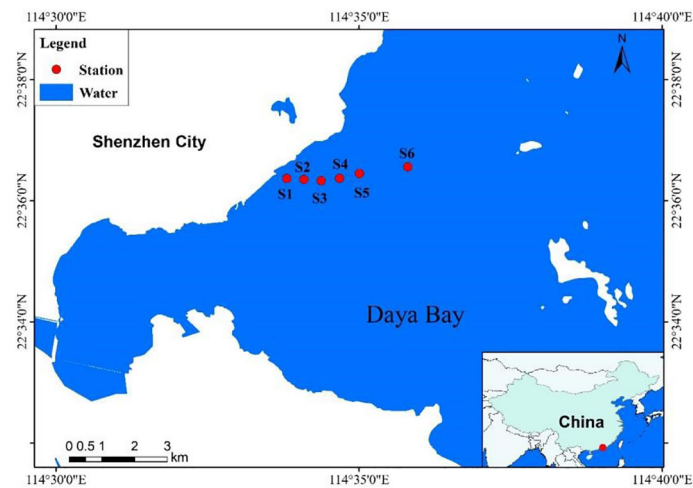 114°30'0"E 114°35'0"E 114°40'0"E
Legend
Station
Water
N
22°38'0"N
22°38'0"N
Shenzhen City
S2
S4
S6
S1
S3
S5
22°36'0"N
22°36'0"N
Daya Bay
22°34'0"N
22°34'0"N
China
0 0.5 1 2 3
km
114°30'0"E 114°35'0"E 114°40'0"E